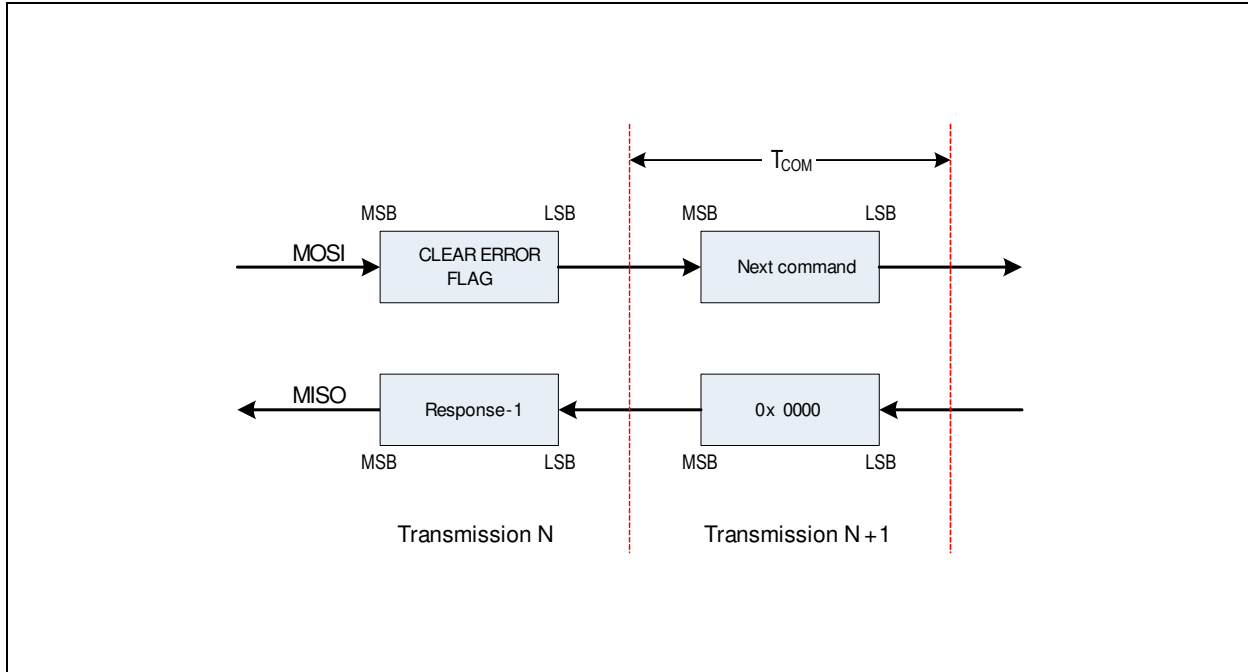 TCOM
MSB LSB MSB LSB
MOSI CLEAR ERROR FLAG Next command
MISO Response-1 0x 0000
MSB LSB MSB LSB
Transmission N Transmission N+1